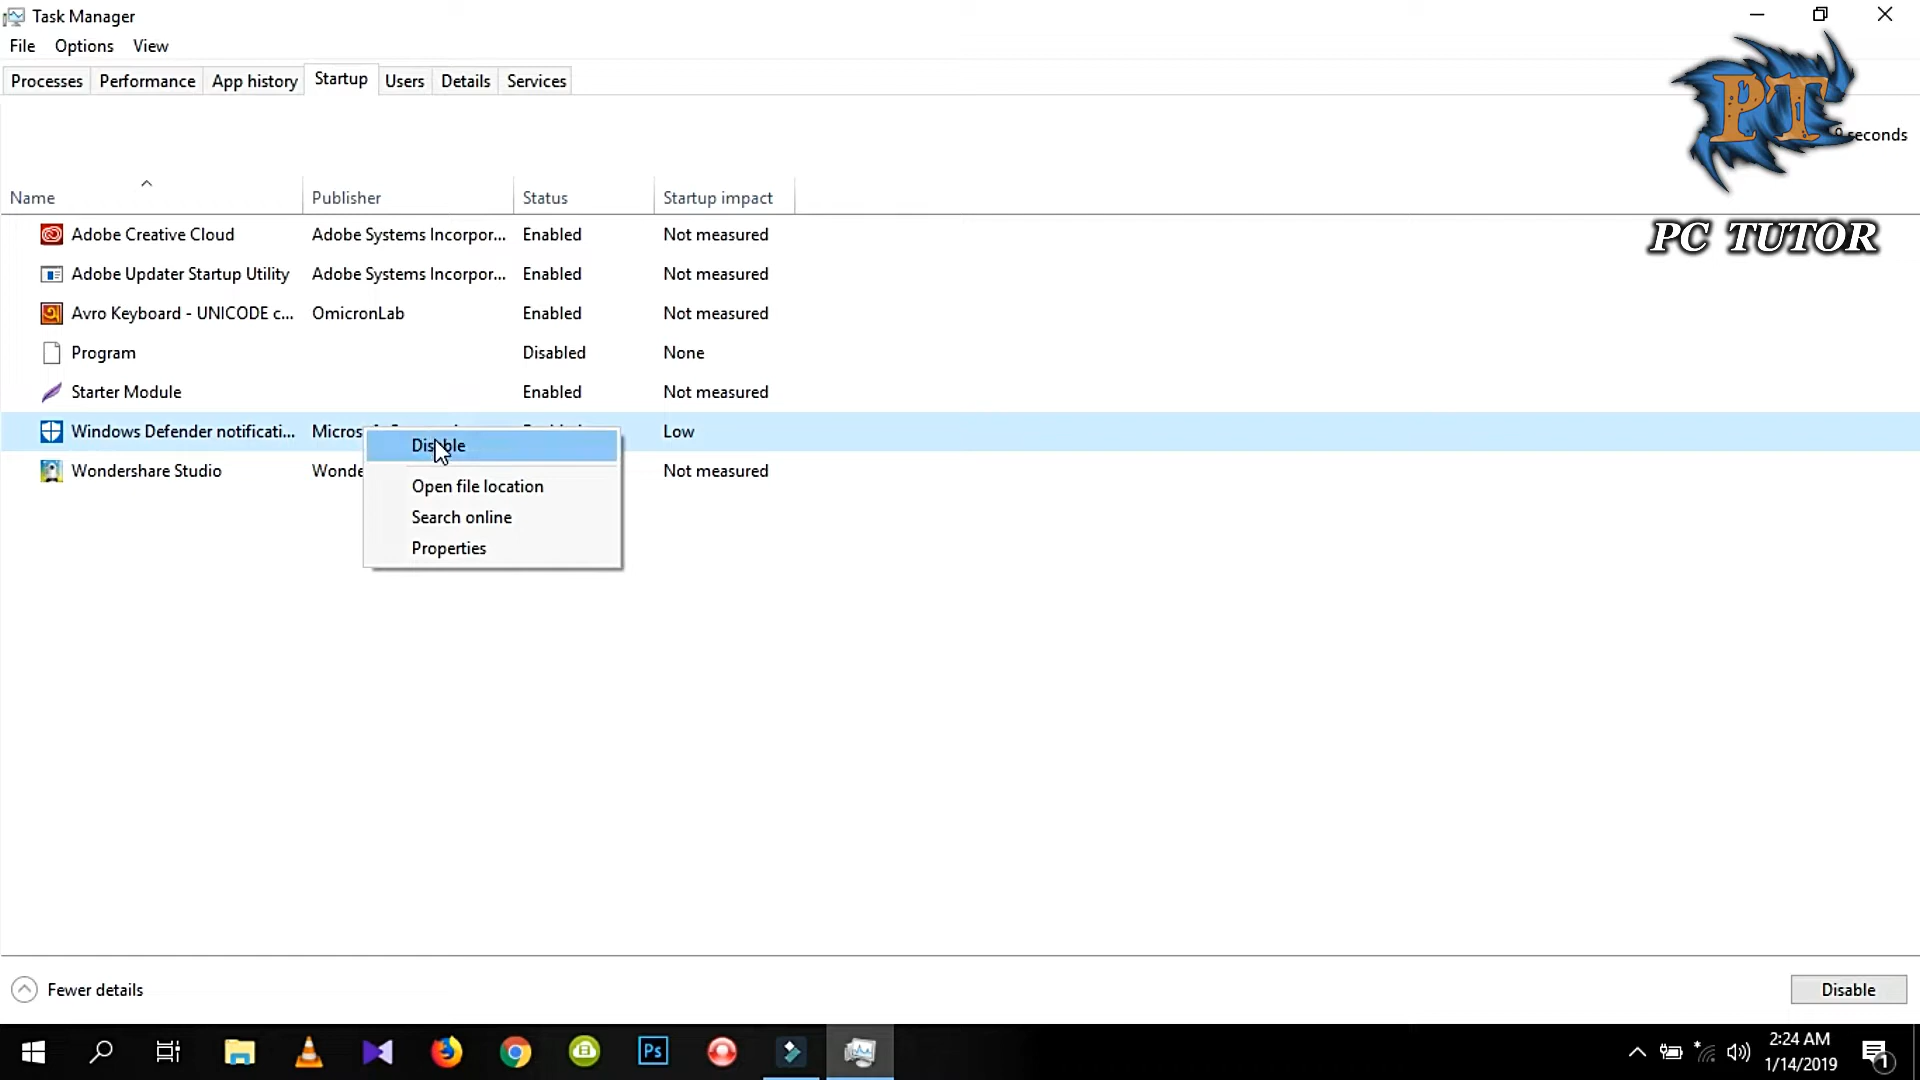 Task Manager
File Options View
Processes Performance App history Startup Users Details Services
PT
seconds
PC TUTOR
Name Publisher Status Startup impact
Adobe Creative Cloud Adobe Systems Incorpor... Enabled Not measured
Adobe Updater Startup Utility Adobe Systems Incorpor... Enabled Not measured
Avro Keyboard - UNICODE c... OmicronLab Enabled Not measured
Program Disabled None
Starter Module Enabled Not measured
Windows Defender notificati... Micros Low
Disable
Wondershare Studio Wonde Not measured
Open file location
Search online
Properties
Fewer details Disable
Ps
2:24 AM
1/14/2019
1